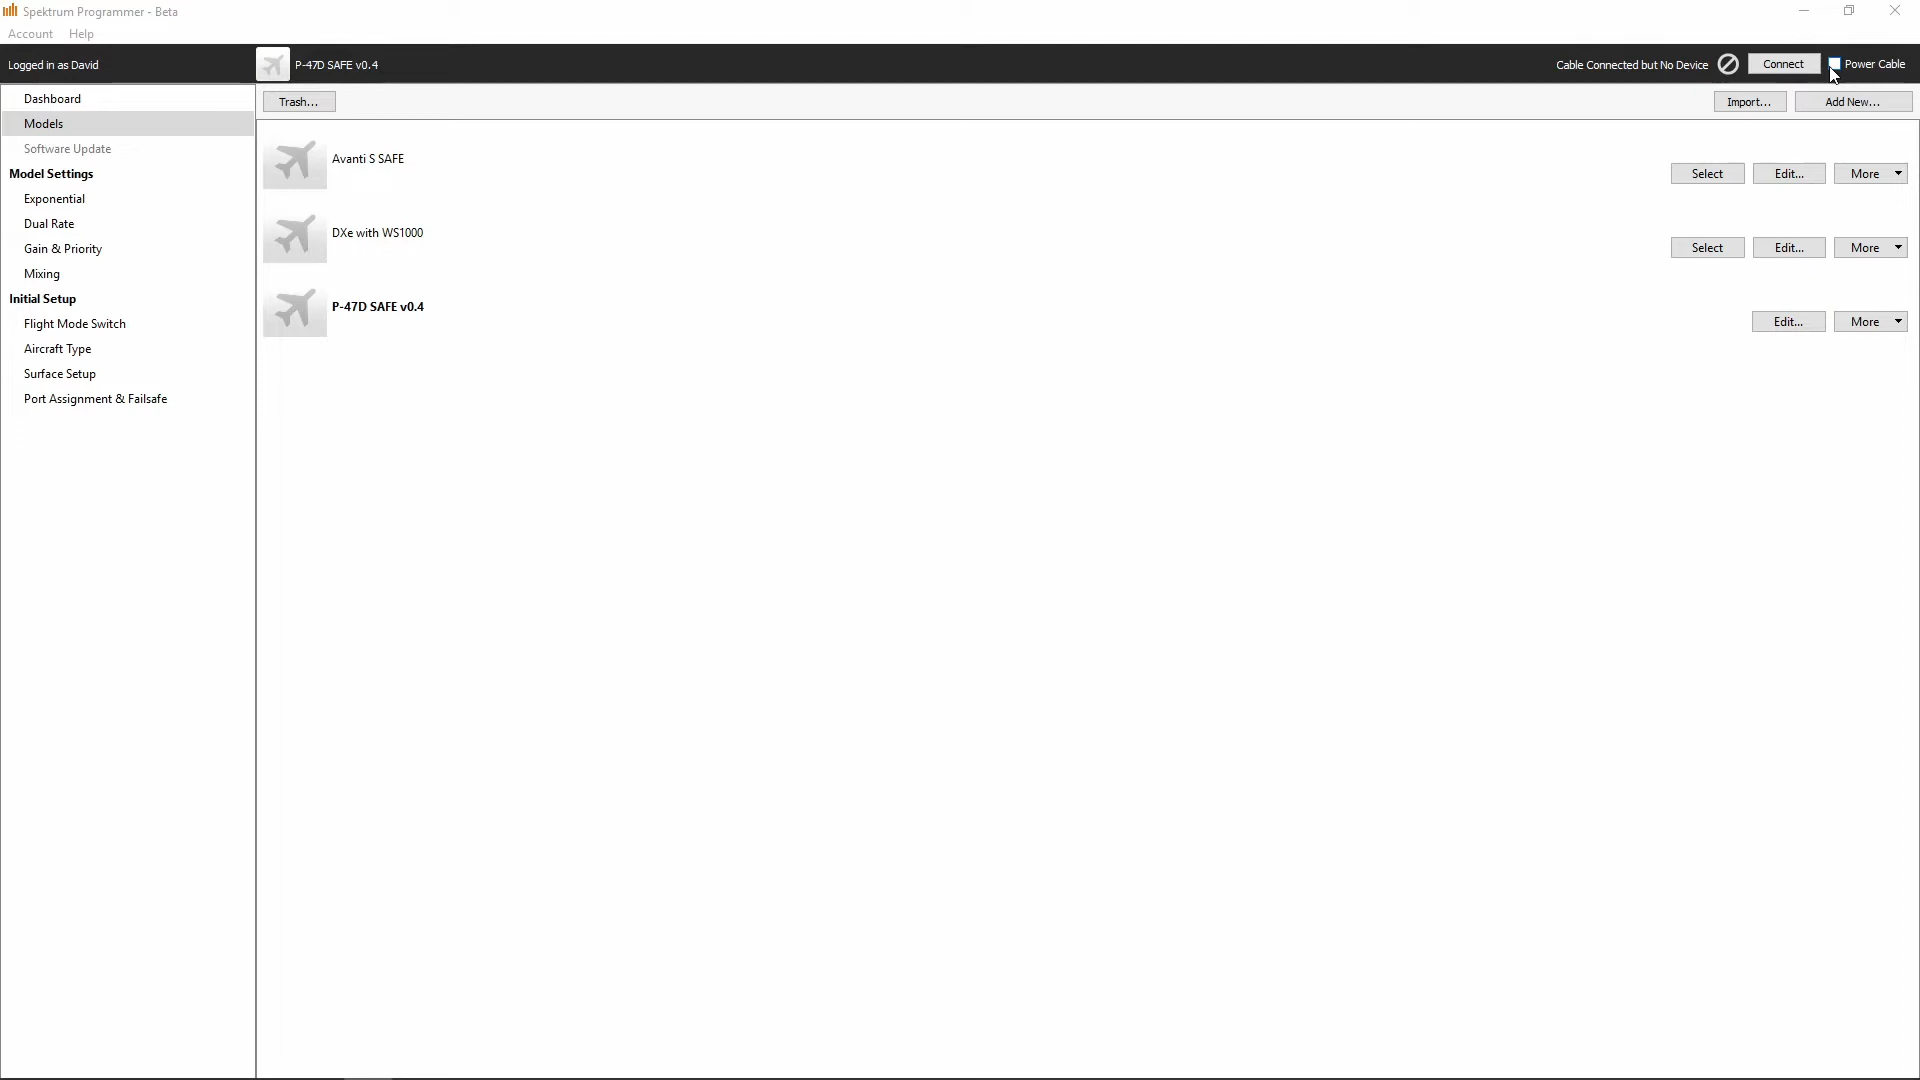 Spektrum Programmer - Beta
Account Help
Logged in as David
P-47D SAFE v0.4
Cable Connected but No Device
Connect
Power Cable
Dashboard
Models
Software Update
Model Settings
Exponential
Dual Rate
Gain & Priority
Mixing
Initial Setup
Flight Mode Switch
Aircraft Type
Surface Setup
Port Assignment & Failsafe
Trash...
Import...
Add New...
Avanti S SAFE
Select Edit... More
DXe with WS1000
Select Edit... More
P-47D SAFE v0.4
Edit... More